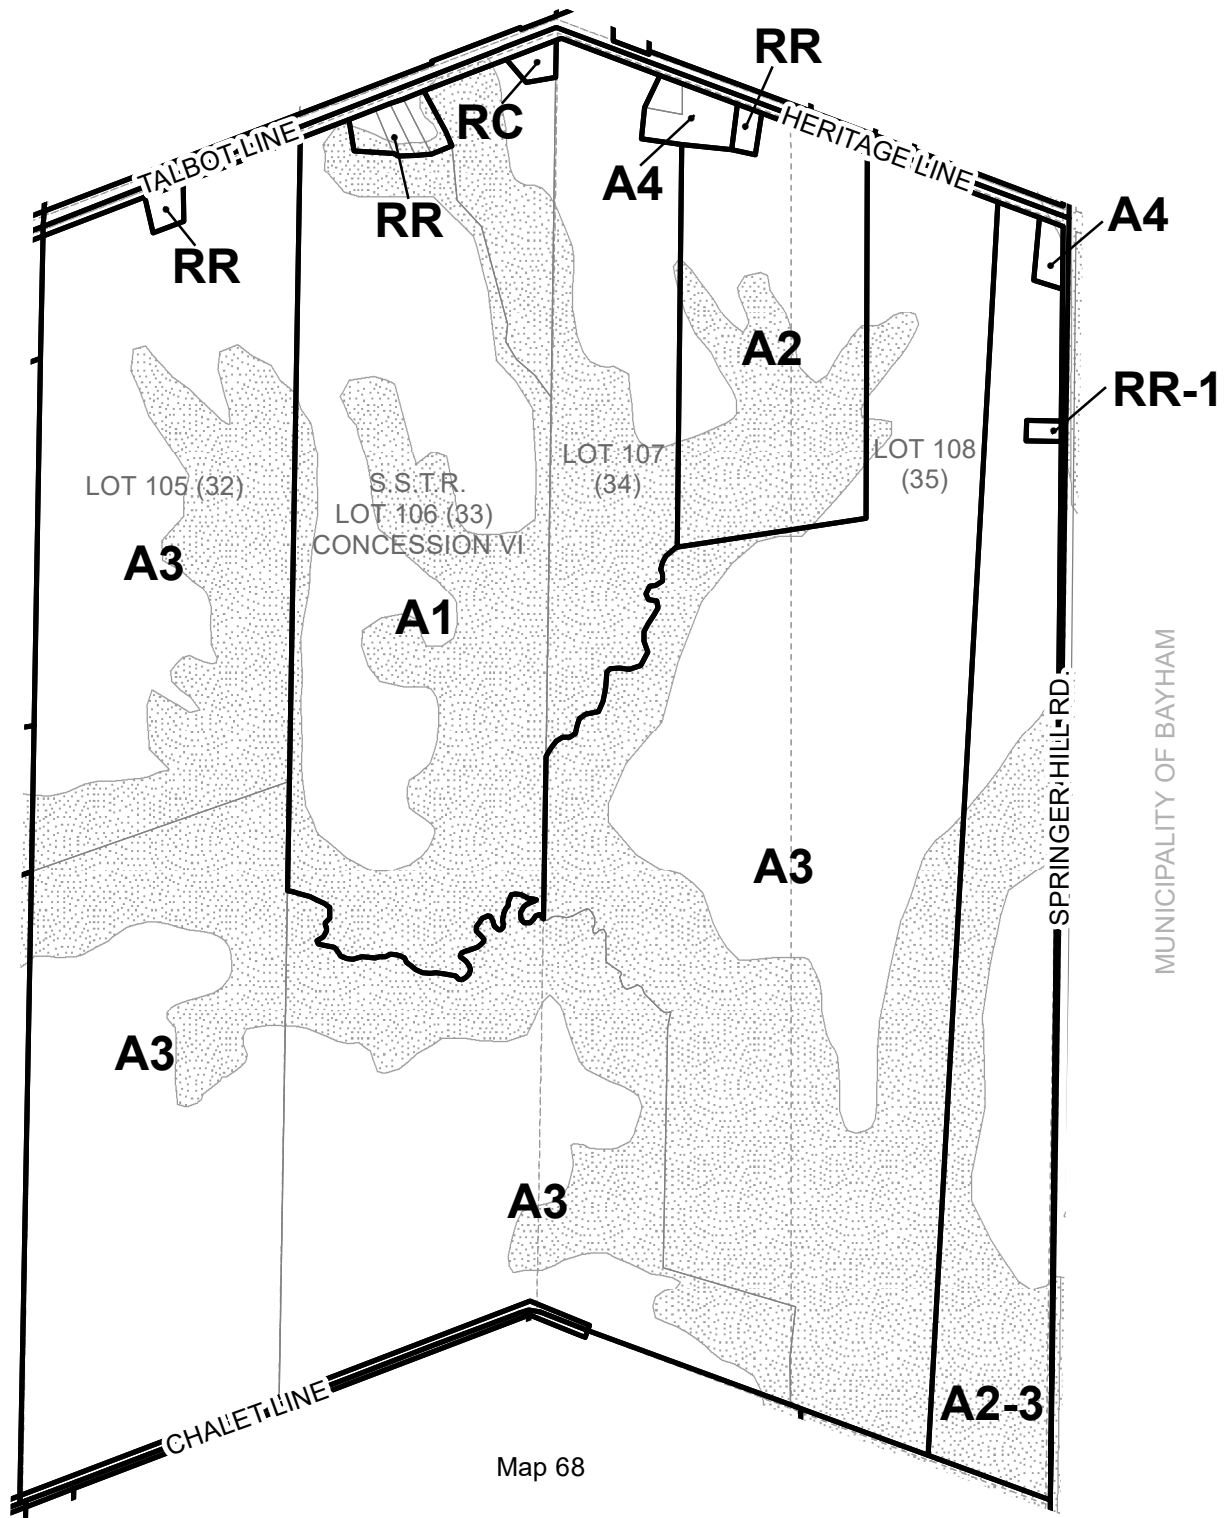 RR
RC
TALBOT LINE
HERITAGE LINE
A4
RR
RR
A4
A2
RR-1
LOT 105 (32)
S.S.T.R.
LOT 106 (33)
CONCESSION VI
LOT 107
(34)
LOT 108
(35)
A3
A1
SPRINGER HILL RD.
MUNICIPALITY OF BAYHAM
A3
A3
A3
CHALET LINE
A2-3
Map 68